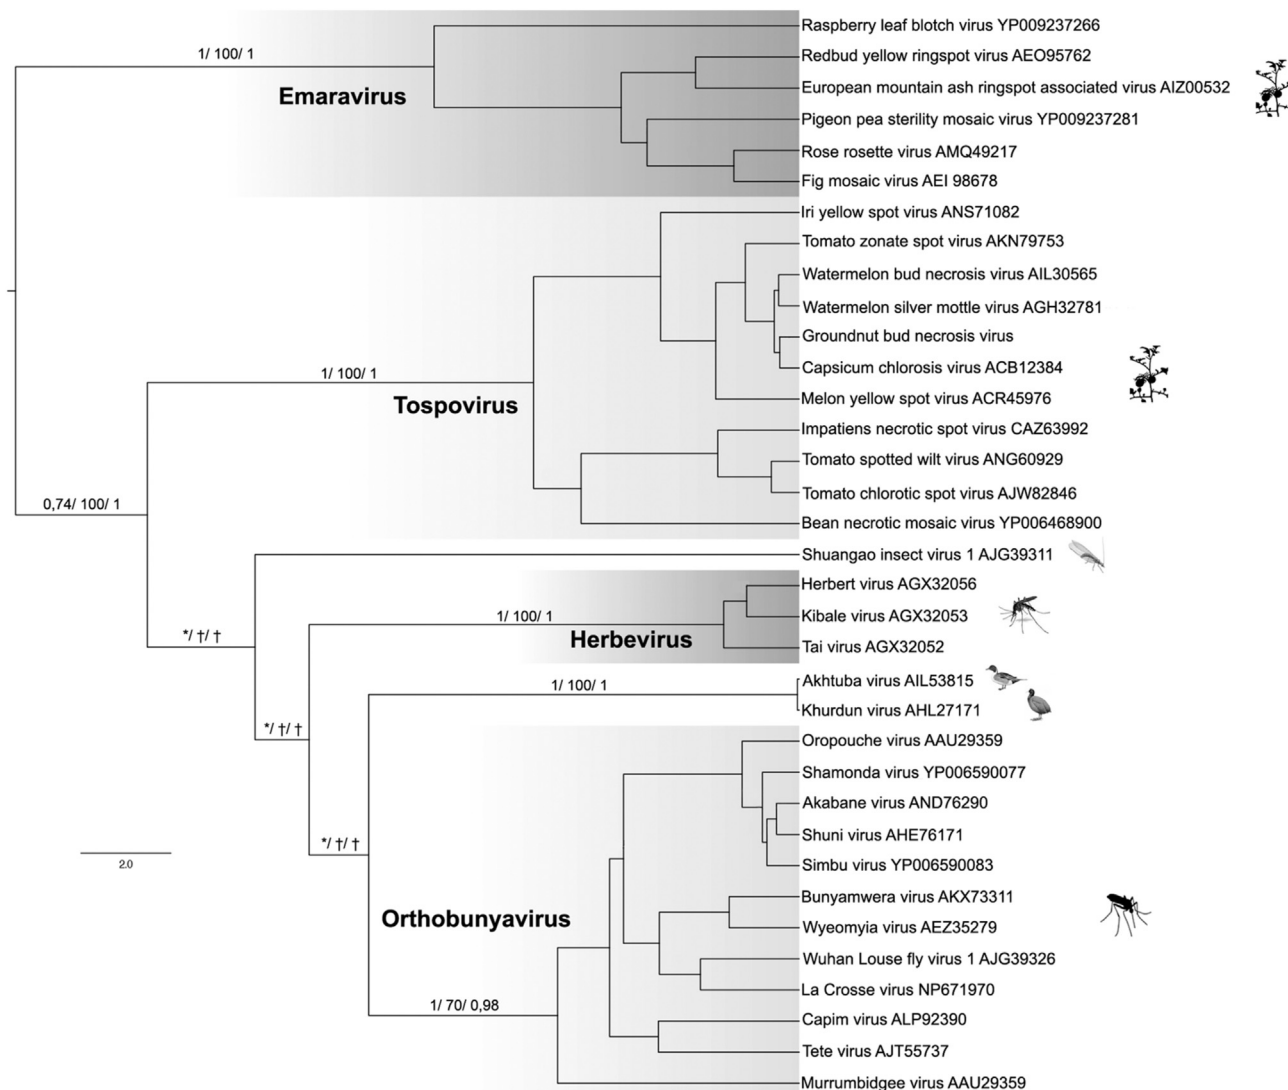 Raspberry leaf blotch virus YP009237266
1/ 100/ 1
Redbud yellow ringspot virus AEO95762
European mountain ash ringspot associated virus AIZ00532
Emaravirus
Pigeon pea sterility mosaic virus YP009237281
Rose rosette virus AMQ49217
Fig mosaic virus AEI 98678
Iri yellow spot virus ANS71082
Tomato zonate spot virus AKN79753
Watermelon bud necrosis virus AIL30565
Watermelon silver mottle virus AGH32781
Groundnut bud necrosis virus
Capsicum chlorosis virus ACB12384
1/ 100/ 1
Melon yellow spot virus ACR45976
Tospovirus
Impatiens necrotic spot virus CAZ63992
Tomato spotted wilt virus ANG60929
Tomato chlorotic spot virus AJW82846
0,74/ 100/ 1
Bean necrotic mosaic virus YP006468900
Shuangao insect virus 1 AJG39311
Herbert virus AGX32056
1/ 100/ 1
Kibale virus AGX32053
*/ †/ †
Herbevirus
Tai virus AGX32052
Akhtuba virus AIL53815
1/ 100/ 1
Khurdun virus AHL27171
*/ †/ †
Oropouche virus AAU29359
Shamonda virus YP006590077
Akabane virus AND76290
Shuni virus AHE76171
*/ †/ †
2.0
Simbu virus YP006590083
Bunyamwera virus AKX73311
Orthobunyavirus
Wyeomyia virus AEZ35279
Wuhan Louse fly virus 1 AJG39326
La Crosse virus NP671970
1/ 70/ 0,98
Capim virus ALP92390
Tete virus AJT55737
Murrumbidgee virus AAU29359